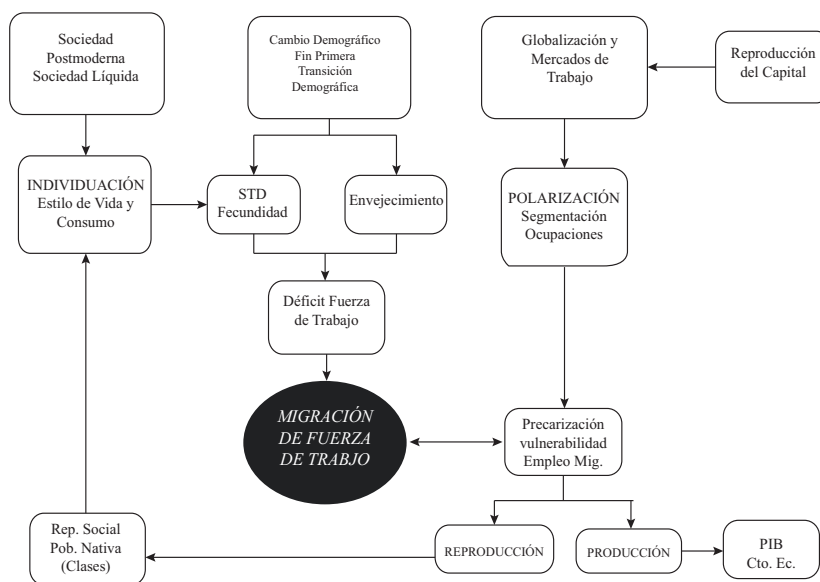 Sociedad
Postmoderna
Sociedad Líquida
Cambio Demográfico
Fin Primera
Transición
Demográfica
Globalización y
Mercados de
Trabajo
Reproducción
del Capital
INDIVIDUACIÓN
Estilo de Vida y
Consumo
STD
Fecundidad
Envejecimiento
POLARIZACIÓN
Segmentación
Ocupaciones
Déficit Fuerza
de Trabajo
MIGRACIÓN
DE FUERZA
DE TRABJO
Precarización
vulnerabilidad
Empleo Mig.
Rep. Social
Pob. Nativa
(Clases)
REPRODUCCIÓN
PRODUCCIÓN
PIB
Cto. Ec.